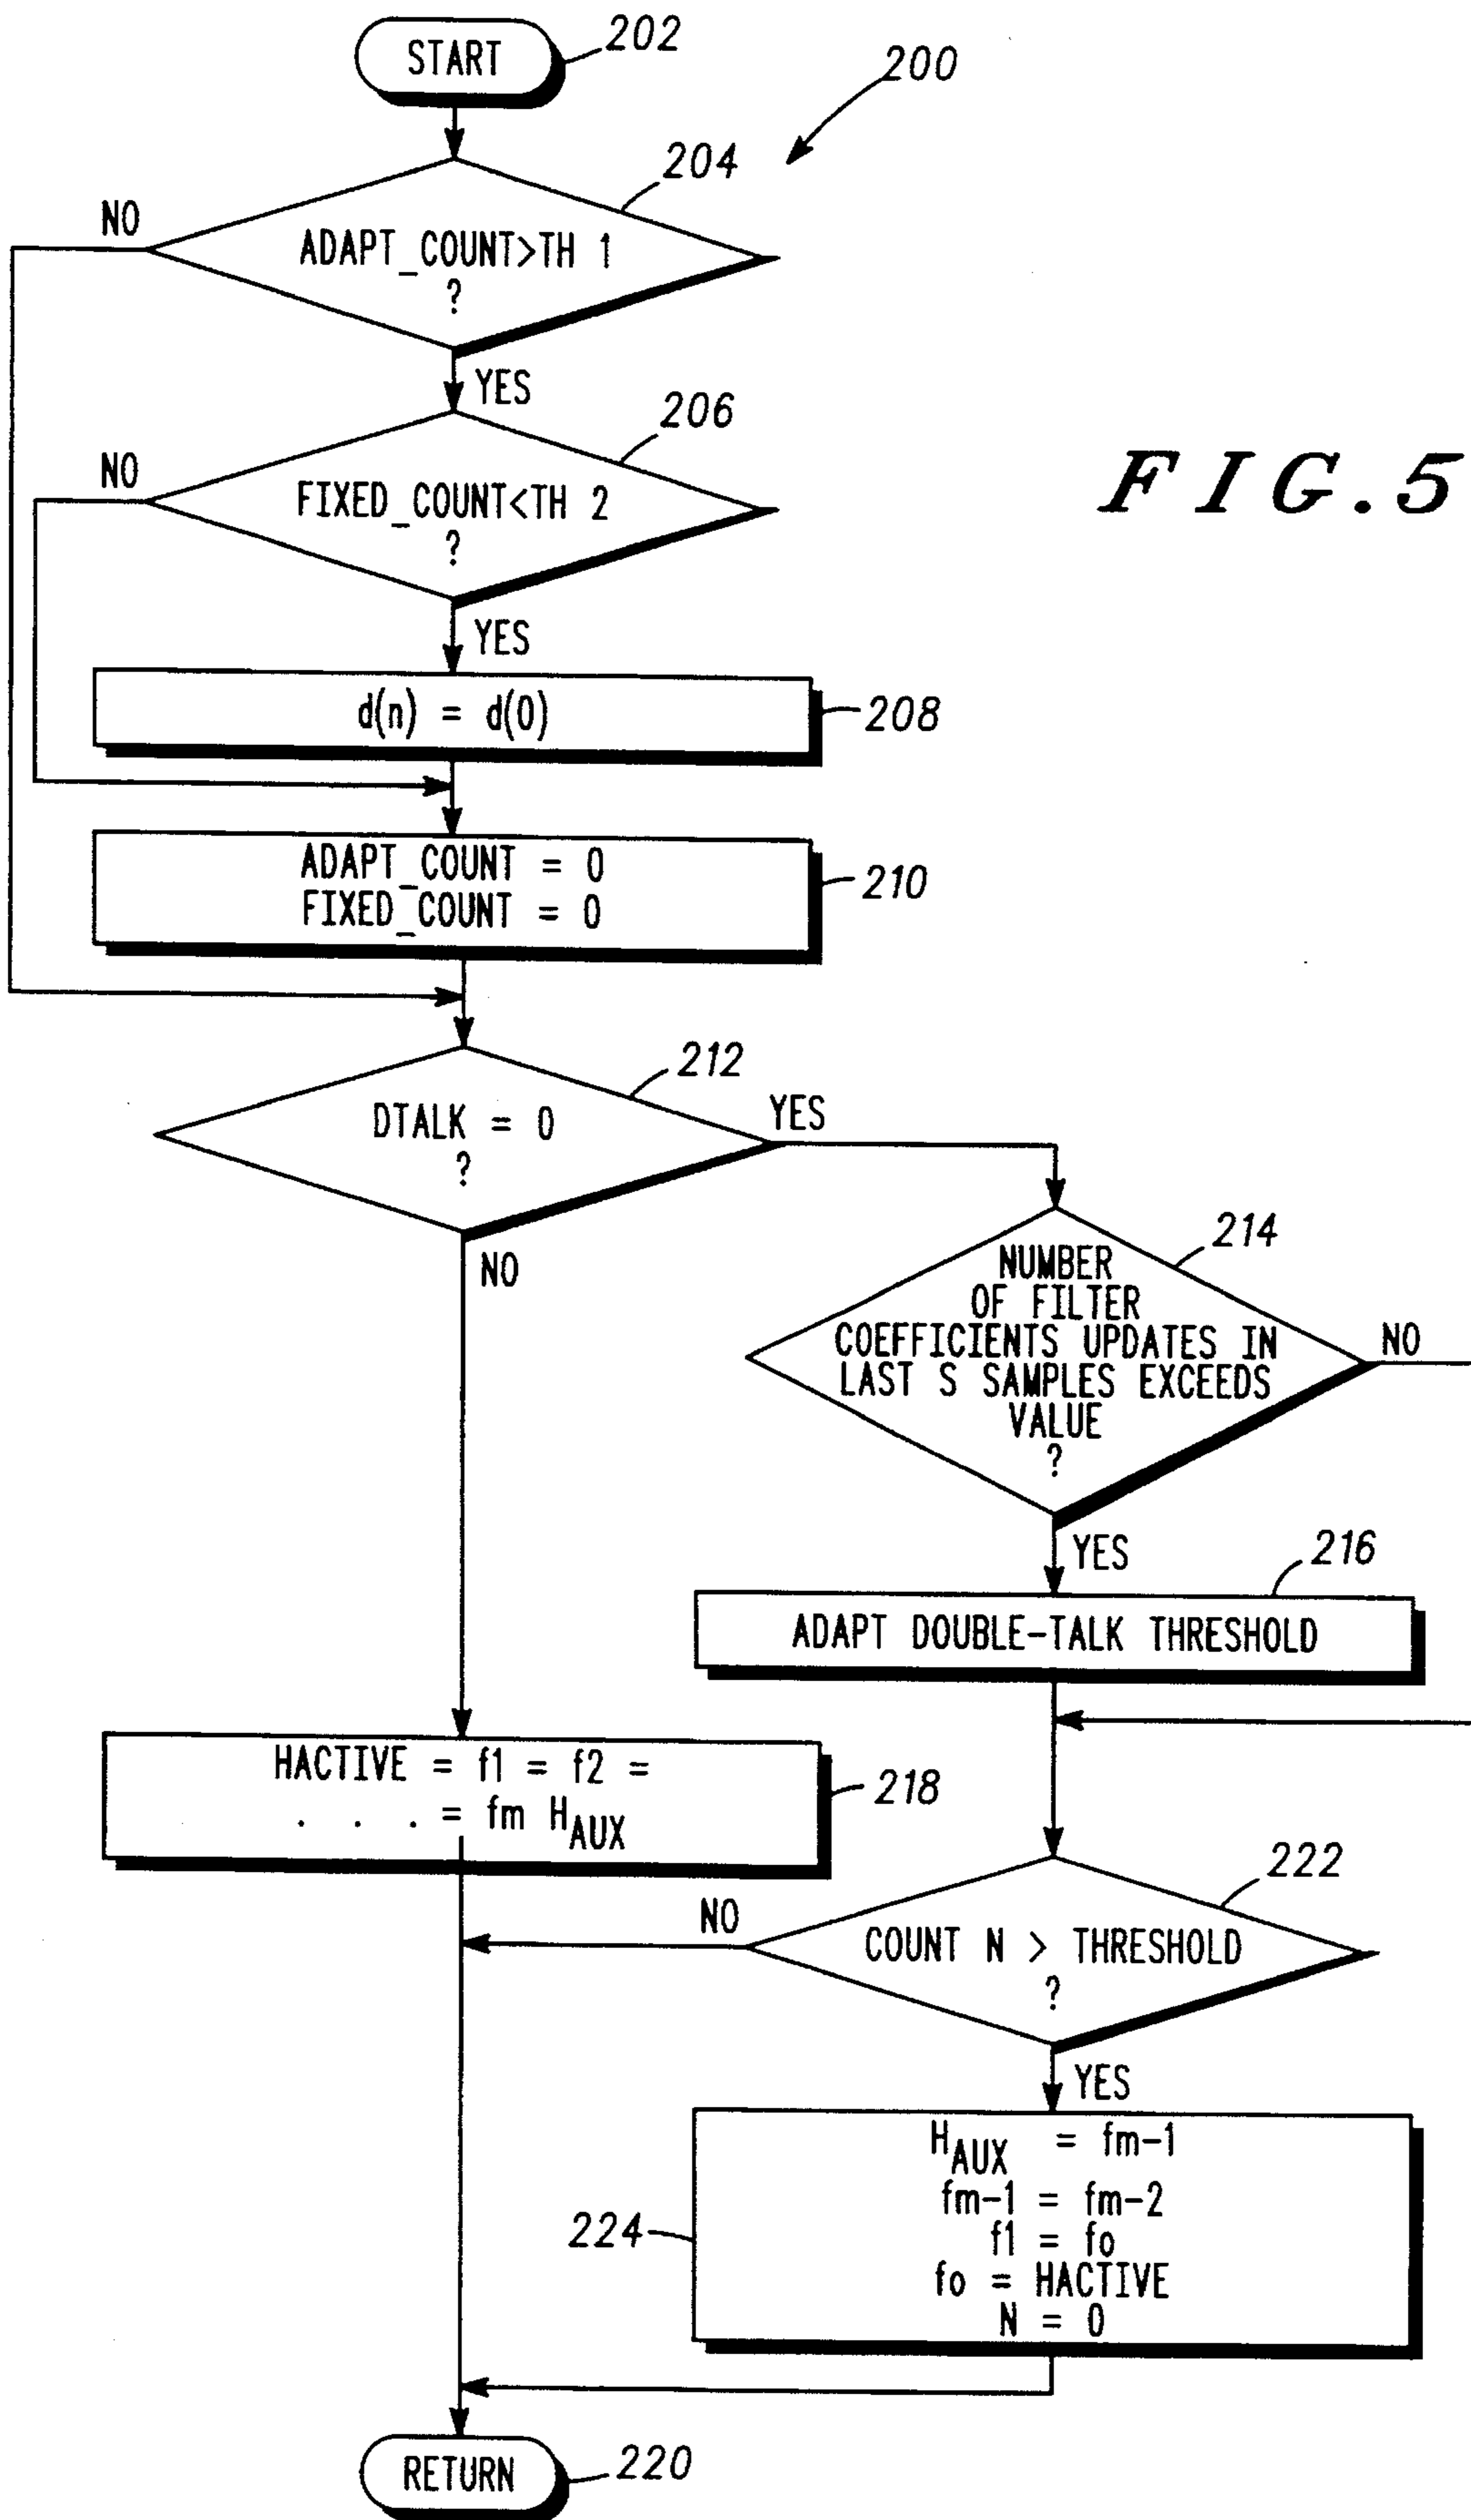 START
202
200
204
NO
ADAPT_COUNT>TH 1
?
YES
206
NO
FIXED_COUNT<TH 2
?
FIG.5
YES
d(n) = d(0)
208
ADAPT_COUNT = 0
FIXED_COUNT = 0
210
212
DTALK = 0
?
YES
NO
214
NUMBER
OF FILTER
COEFFICIENTS UPDATES IN
LAST S SAMPLES EXCEEDS
VALUE
?
NO
YES
216
ADAPT DOUBLE-TALK THRESHOLD
HACTIVE = f1 = f2 =
. . . = fm HAUX
218
222
NO
COUNT N > THRESHOLD
?
YES
HAUX = fm-1
fm-1 = fm-2
f1 = fo
fo = HACTIVE
N = 0
224
RETURN
220